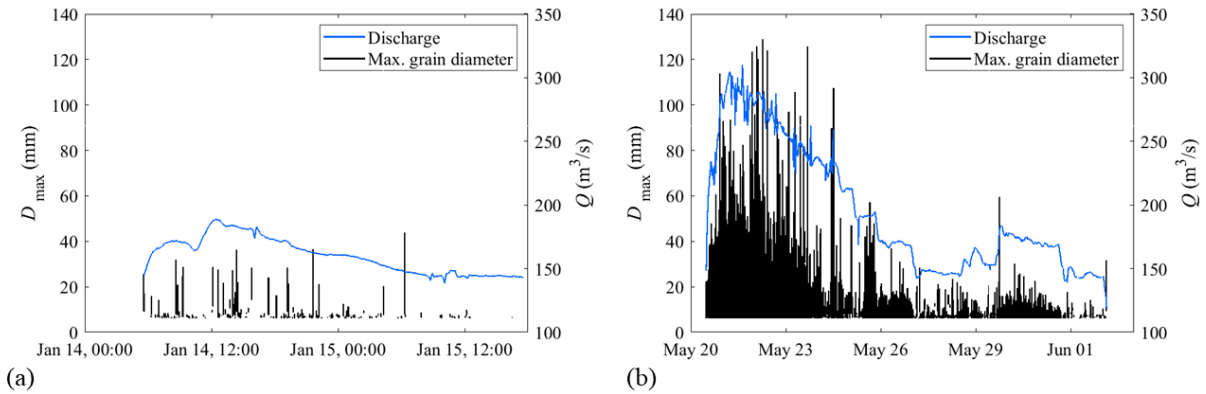 140
120
100
80
60
40
20
0
D max (mm)
350
300
250
200
150
100
Q (m³/s)
Discharge
Max. grain diameter
Jan 14, 00:00 Jan 14, 12:00 Jan 15, 00:00 Jan 15, 12:00
(a)
140
120
100
80
60
40
20
0
D max (mm)
350
300
250
200
150
100
Q (m³/s)
Discharge
Max. grain diameter
May 20 May 23 May 26 May 29 Jun 01
(b)